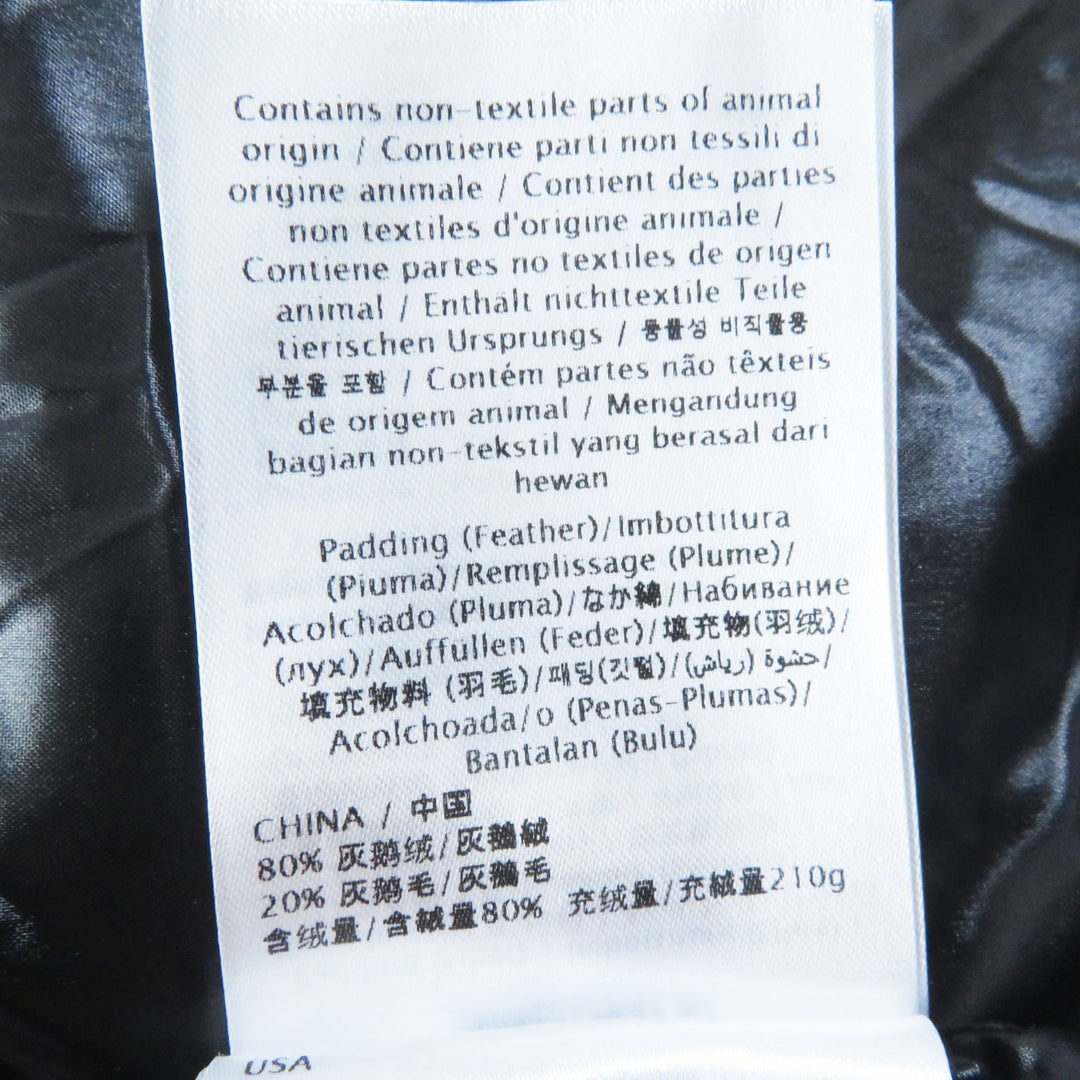 Contains non-textile parts of animal
origin / Contiene parti non tessili di
origine animale / Contient des parties
non textiles d'origine animale /
Contiene partes no textiles de origen
animal / Enthält nichttextile Teile
tierischen Ursprungs / 동물성 비직물용
부분을 포함 / Contém partes não têxteis
de origem animal / Mengandung
bagian non-tekstil yang berasal dari
hewan
Padding (Feather)/Imbottitura
(Piuma)/Remplissage (Plume)/
Acolchado (Pluma)/なか綿/Набивание
(пух)/Auffüllen (Feder)/填充物(羽绒)/
填充物料 (羽毛)/패딩(깃털)/حشوة (رياش)/
Acolchoada/o (Penas-Plumas)/
Bantalan (Bulu)
CHINA / 中国
80% 灰鹅绒/灰鵝絨
20% 灰鹅毛/灰鵝毛
含绒量/含絨量80% 充绒量/充絨量210g
USA